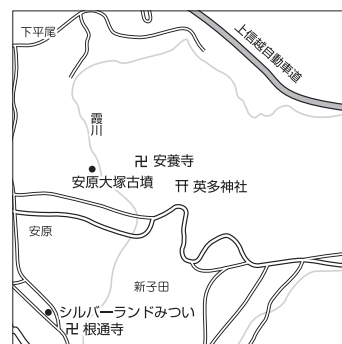 下平尾
上信越自動車道
霞川
卍 安養寺
安原大塚古墳
英多神社
安原
新子田
シルバーランドみつい
卍 根通寺